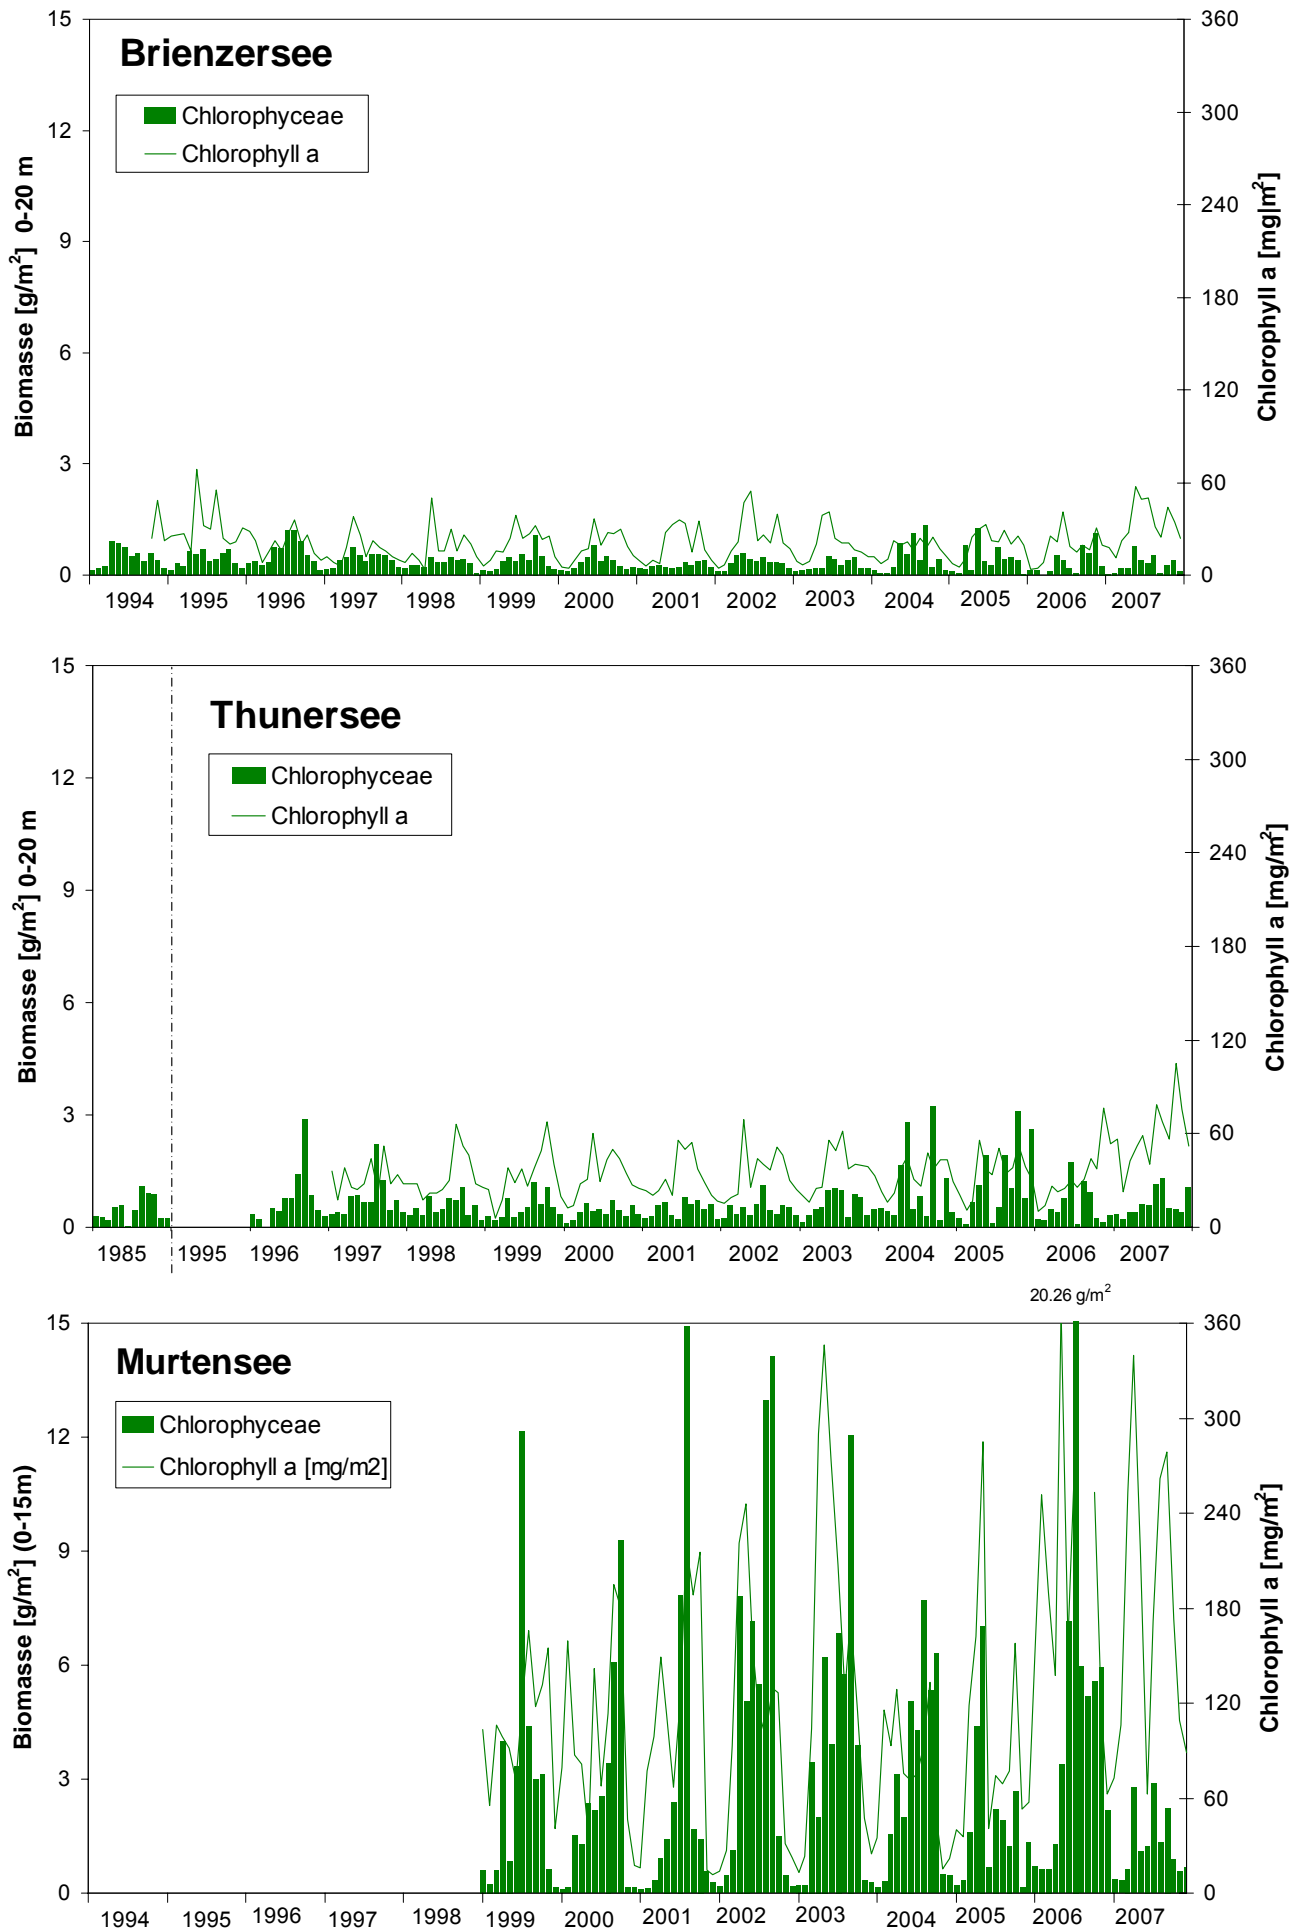 Brienzersee
Chlorophyceae
Chlorophyll a
Biomasse [g/m²] 0-20 m
Chlorophyll a [mg|m²]
15
12
9
6
3
0
360
300
240
180
120
60
0
1994 1995 1996 1997 1998 1999 2000 2001 2002 2003 2004 2005 2006 2007
Thunersee
Chlorophyceae
Chlorophyll a
Biomasse [g/m²] 0-20 m
Chlorophyll a [mg/m²]
15
12
9
6
3
0
360
300
240
180
120
60
0
1985 1995 1996 1997 1998 1999 2000 2001 2002 2003 2004 2005 2006 2007
20.26 g/m²
Murtensee
Chlorophyceae
Chlorophyll a [mg/m2]
Biomasse [g/m²] (0-15m)
Chlorophyll a [mg/m²]
15
12
9
6
3
0
360
300
240
180
120
60
0
1994 1995 1996 1997 1998 1999 2000 2001 2002 2003 2004 2005 2006 2007